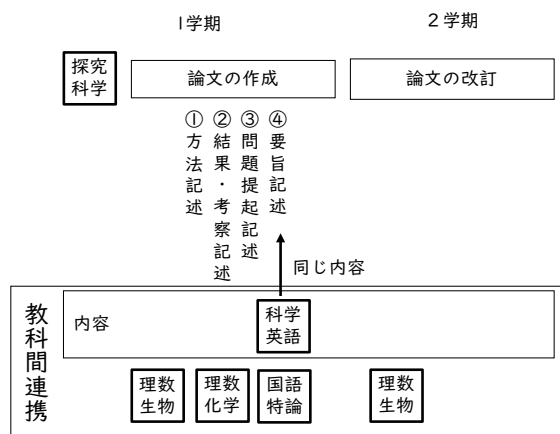 1学期
2学期
探究
科学
論文の作成
論文の改訂
①方法記述
②結果・考察記述
③問題提起記述
④要旨記述
同じ内容
教科間連携
内容
科学
英語
理数
生物
理数
化学
国語
特論
理数
生物